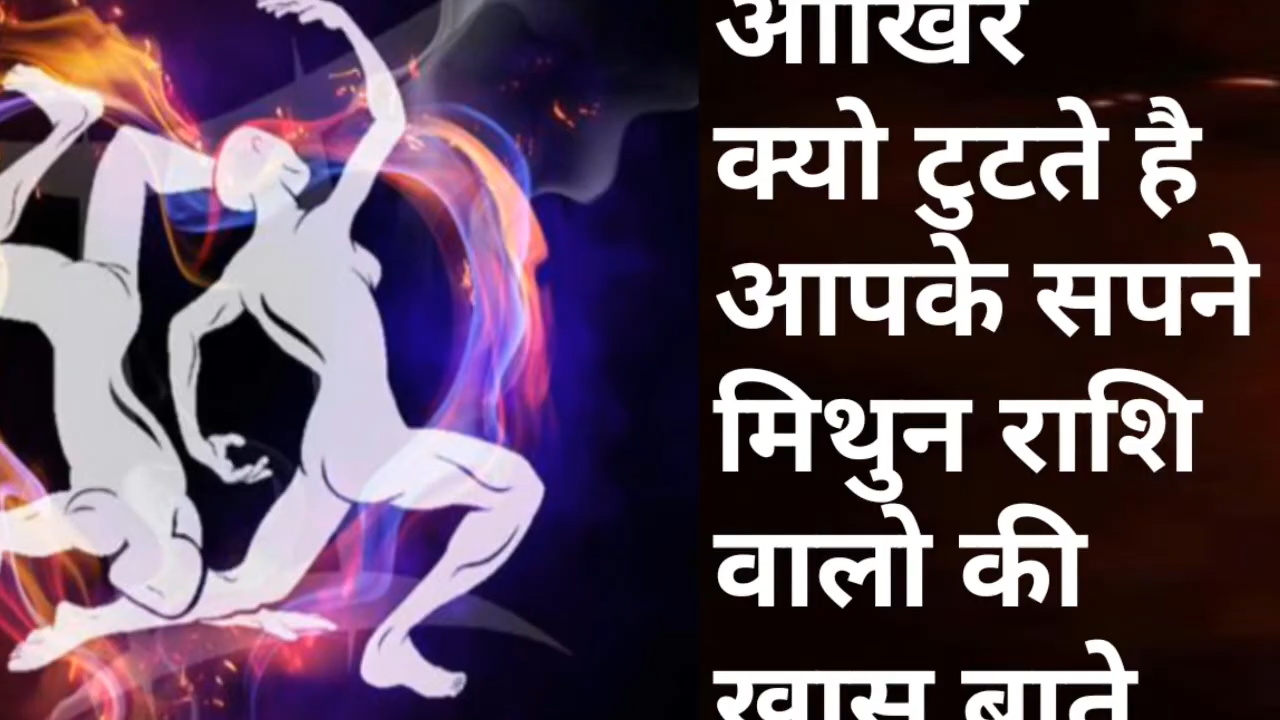 आखिर
क्यो टुटते है
आपके सपने
मिथुन राशि
वालो की
खास बाते